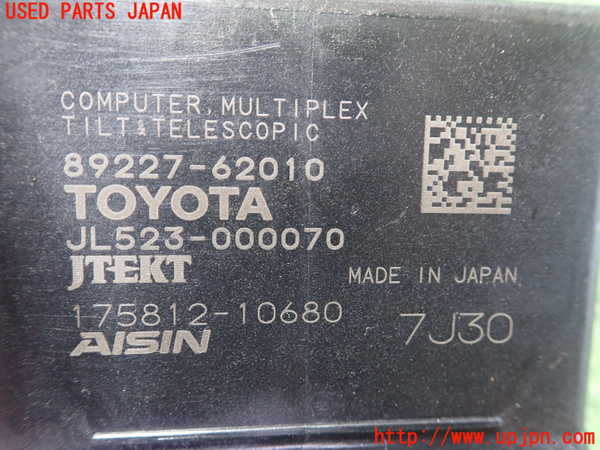 USED PARTS JAPAN
COMPUTER, MULTIPLEX
TILT & TELESCOPIC
89227-62010
TOYOTA
JL523-000070
JTEKT
MADE IN JAPAN
175812-10680
7J30
AISIN
http://www.upjpn.com